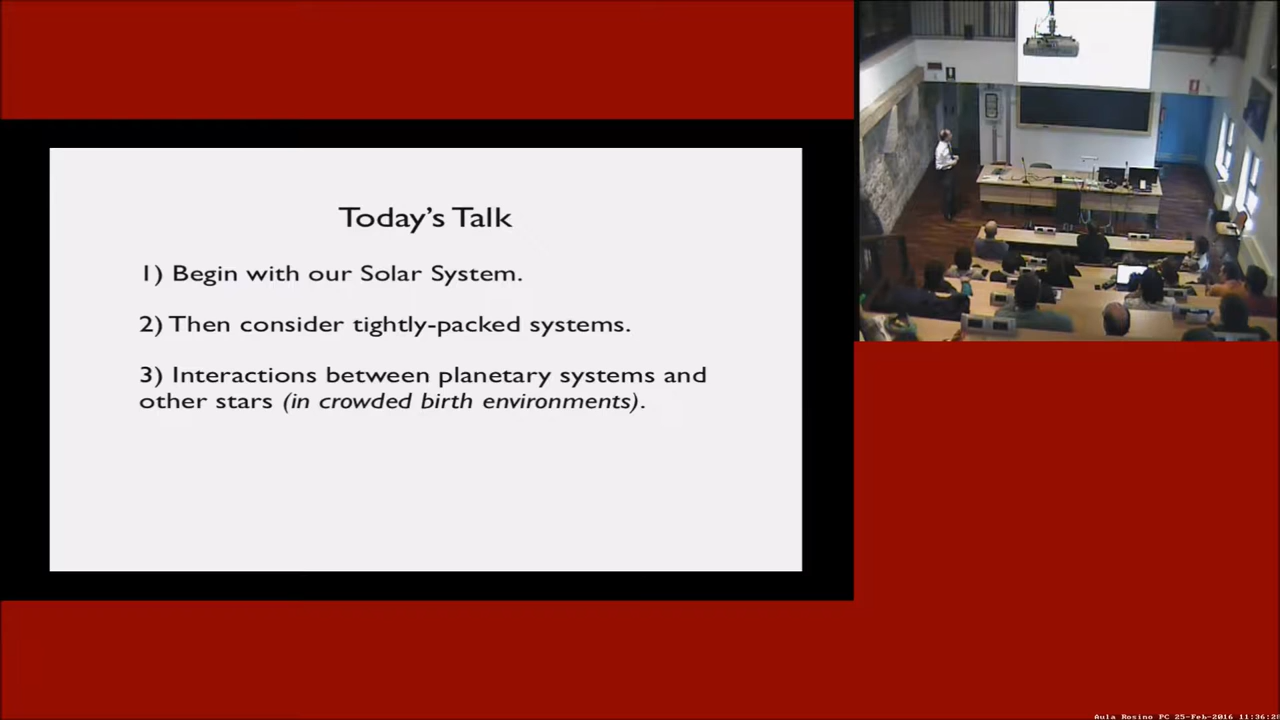 Today's Talk
1) Begin with our Solar System.
2) Then consider tightly-packed systems.
3) Interactions between planetary systems and
other stars (in crowded birth environments).
Aula Rosino PC 25-Feb-2016 11:36:2